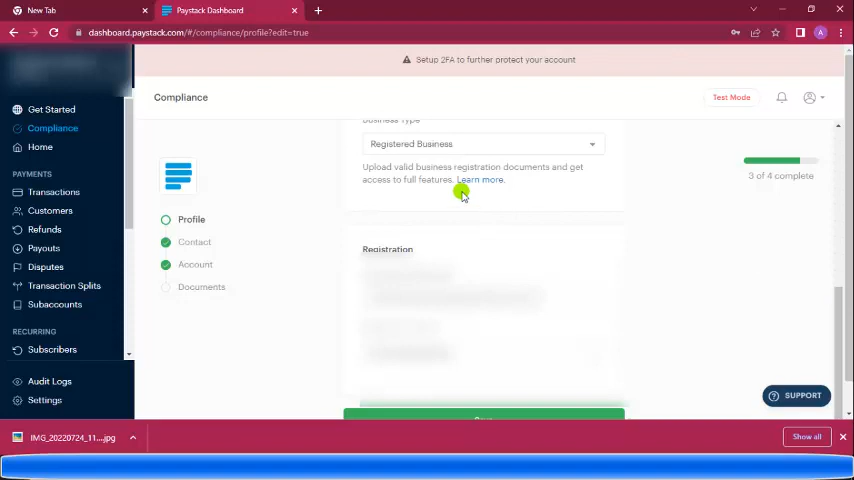 New Tab
Paystack Dashboard
dashboard.paystack.com/#/compliance/profile?edit=true
A
Setup 2FA to further protect your account
Get Started
Compliance
Home
PAYMENTS
Transactions
Customers
Refunds
Payouts
Disputes
Transaction Splits
Subaccounts
RECURRING
Subscribers
Audit Logs
Settings
Compliance
Test Mode
Profile
Contact
Account
Documents
Business Type
Registered Business
Upload valid business registration documents and get
access to full features. Learn more.
Registration
Save
3 of 4 complete
SUPPORT
IMG_20220724_11....jpg
Show all